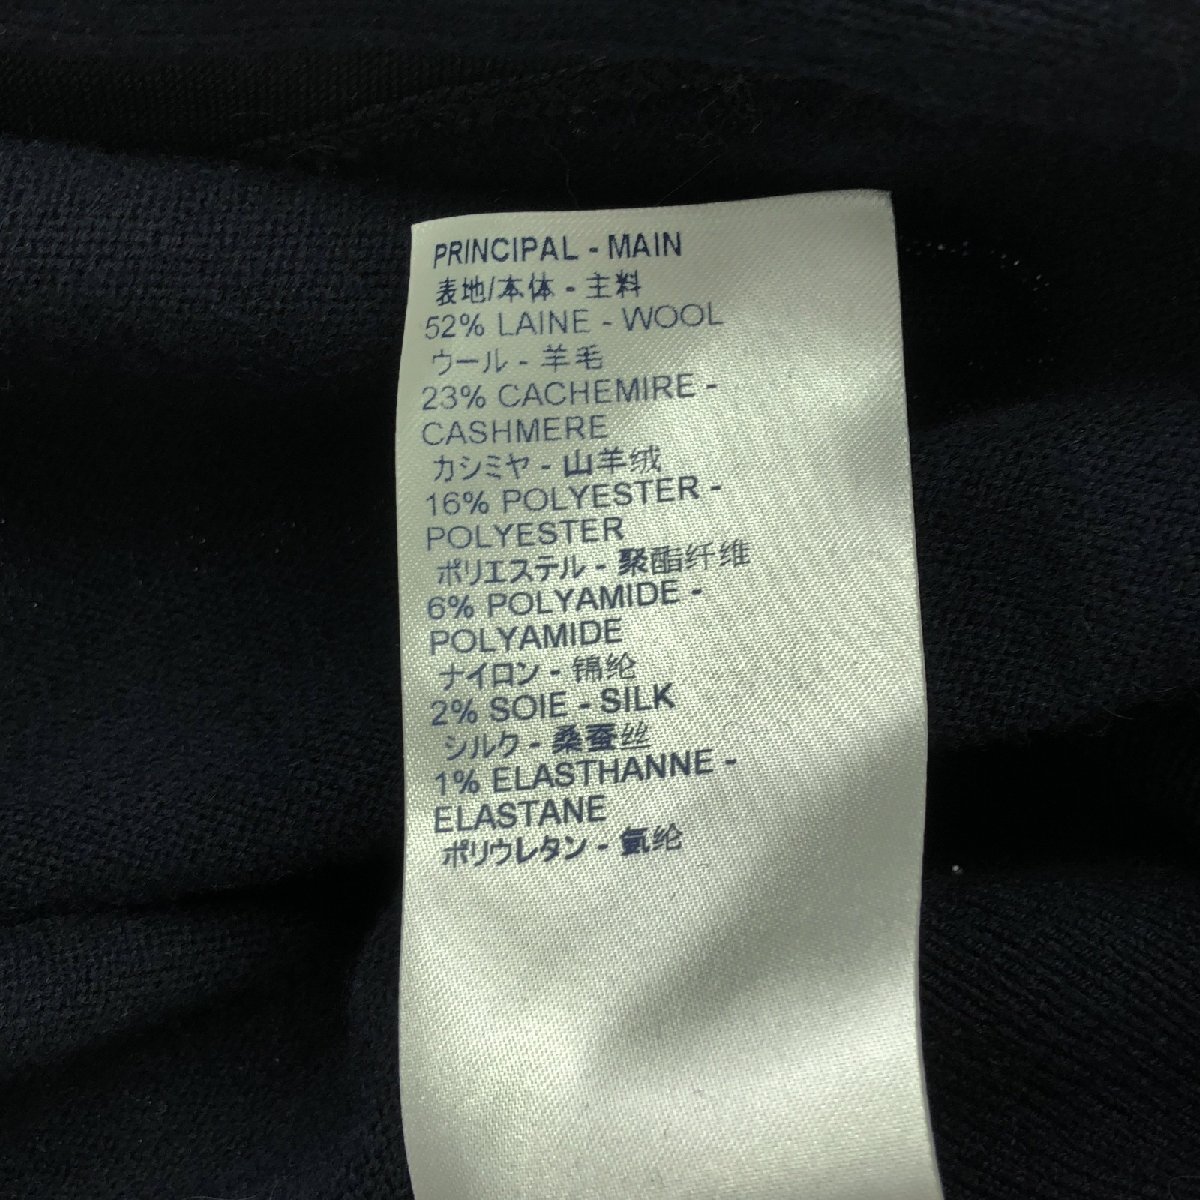 PRINCIPAL - MAIN
表地/本体 - 主料
52% LAINE - WOOL
ウール - 羊毛
23% CACHEMIRE -
CASHMERE
カシミヤ - 山羊绒
16% POLYESTER -
POLYESTER
ポリエステル - 聚酯纤维
6% POLYAMIDE -
POLYAMIDE
ナイロン - 锦纶
2% SOIE - SILK
シルク - 桑蚕丝
1% ELASTHANNE -
ELASTANE
ポリウレタン - 氨纶